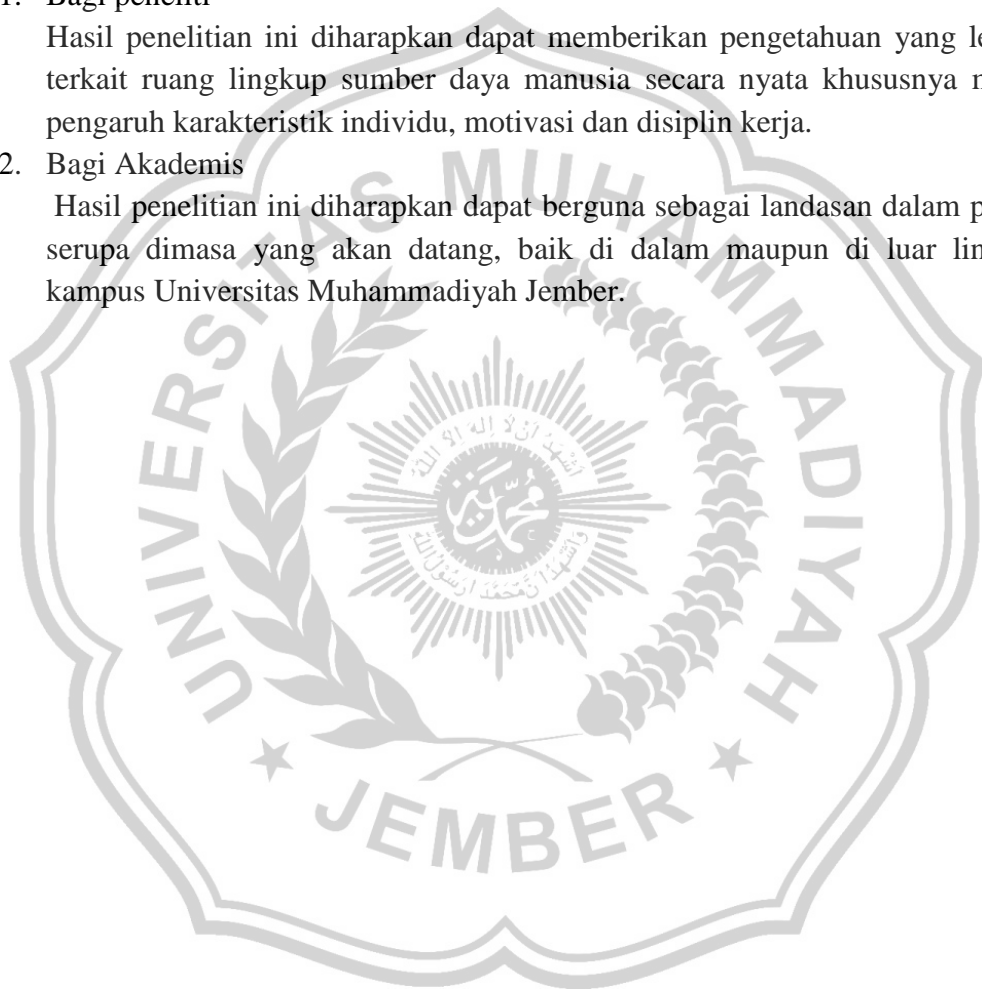 1. Bagi peneliti
Hasil penelitian ini diharapkan dapat memberikan pengetahuan yang
terkait ruang lingkup sumber daya manusia secara nyata khususnya
pengaruh karakteristik individu, motivasi dan disiplin kerja.
2. Bagi Akademis
Hasil penelitian ini diharapkan dapat berguna sebagai landasan dalam
serupa dimasa yang akan datang, baik di dalam maupun di luar
kampus Universitas Muhammadiyah Jember.
UNIVERSITAS MUHAMMADIYAH
JEMBER